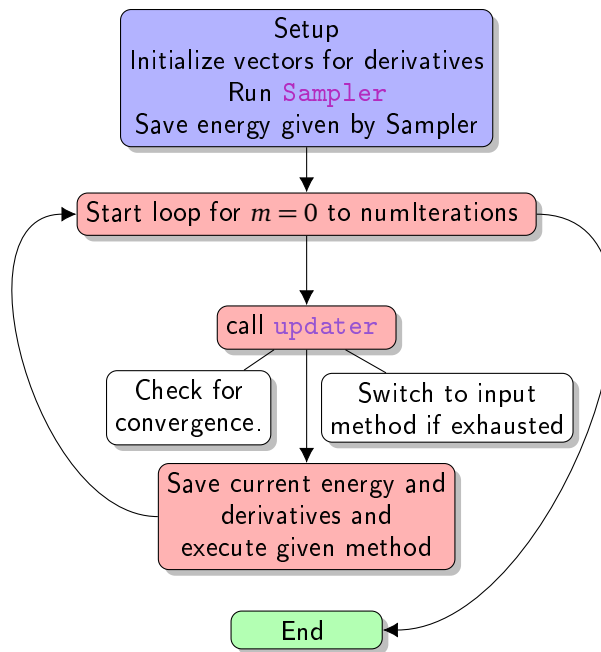 Setup
Initialize vectors for derivatives
Run Sampler
Save energy given by Sampler
Start loop for m = 0 to numIterations
call updater
Check for
convergence.
Switch to input
method if exhausted
Save current energy and
derivatives and
execute given method
End